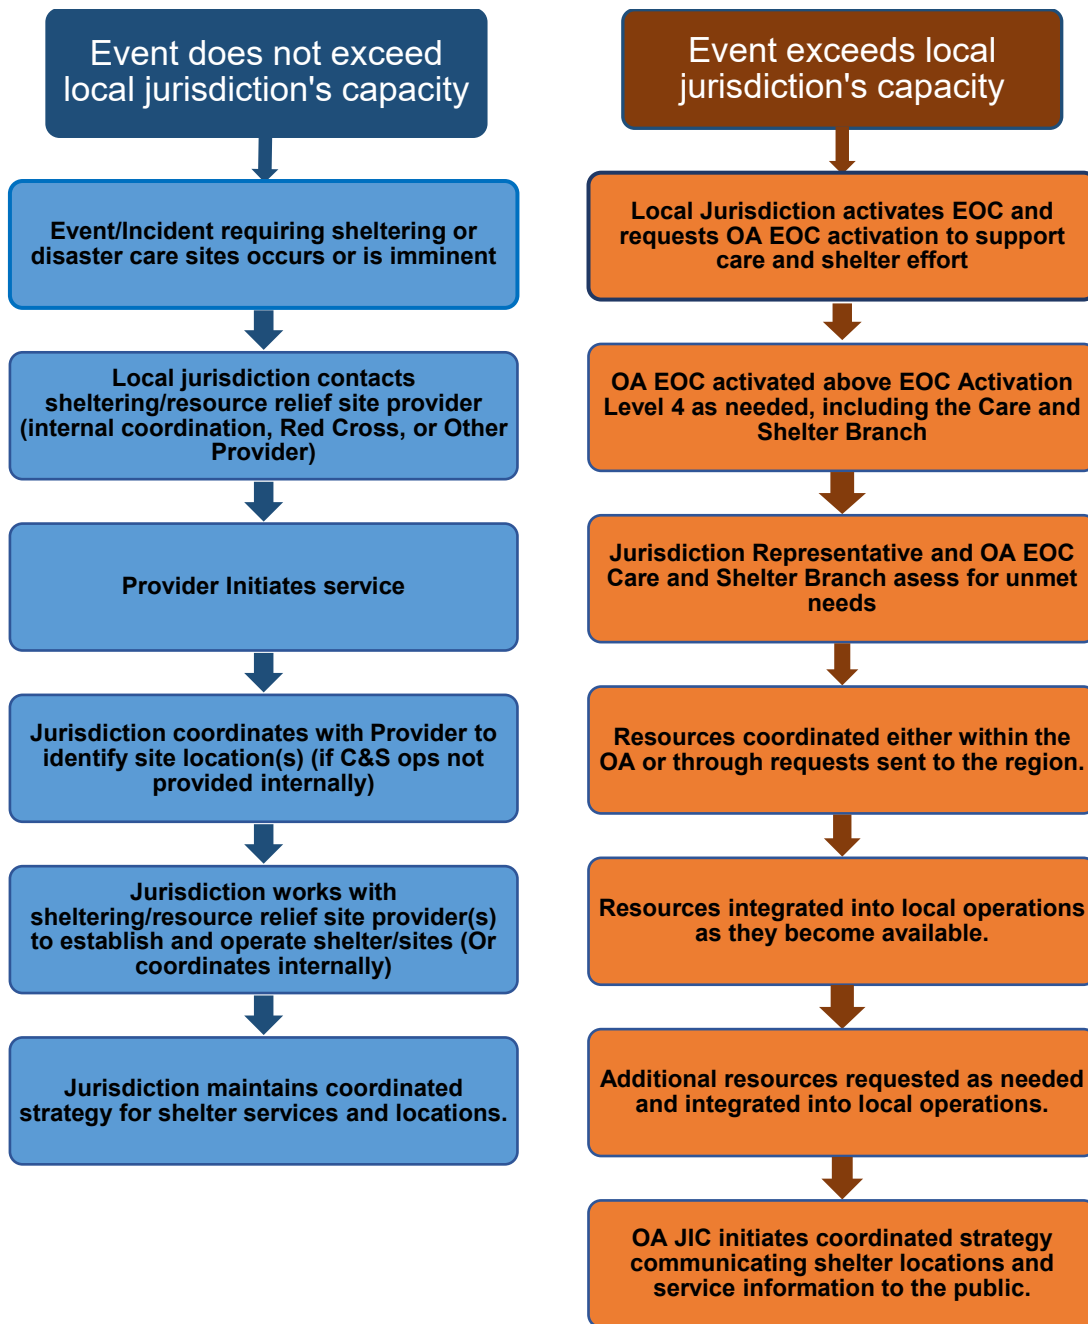 Event does not exceed
local jurisdiction's capacity
Event/Incident requiring sheltering or
disaster care sites occurs or is imminent
Local jurisdiction contacts
sheltering/resource relief site provider
(internal coordination, Red Cross, or Other
Provider)
Provider Initiates service
Jurisdiction coordinates with Provider to
identify site location(s) (if C&S ops not
provided internally)
Jurisdiction works with
sheltering/resource relief site provider(s)
to establish and operate shelter/sites (Or
coordinates internally)
Jurisdiction maintains coordinated
strategy for shelter services and locations.
Event exceeds local
jurisdiction's capacity
Local Jurisdiction activates EOC and
requests OA EOC activation to support
care and shelter effort
OA EOC activated above EOC Activation
Level 4 as needed, including the Care and
Shelter Branch
Jurisdiction Representative and OA EOC
Care and Shelter Branch asess for unmet
needs
Resources coordinated either within the
OA or through requests sent to the region.
Resources integrated into local operations
as they become available.
Additional resources requested as needed
and integrated into local operations.
OA JIC initiates coordinated strategy
communicating shelter locations and
service information to the public.